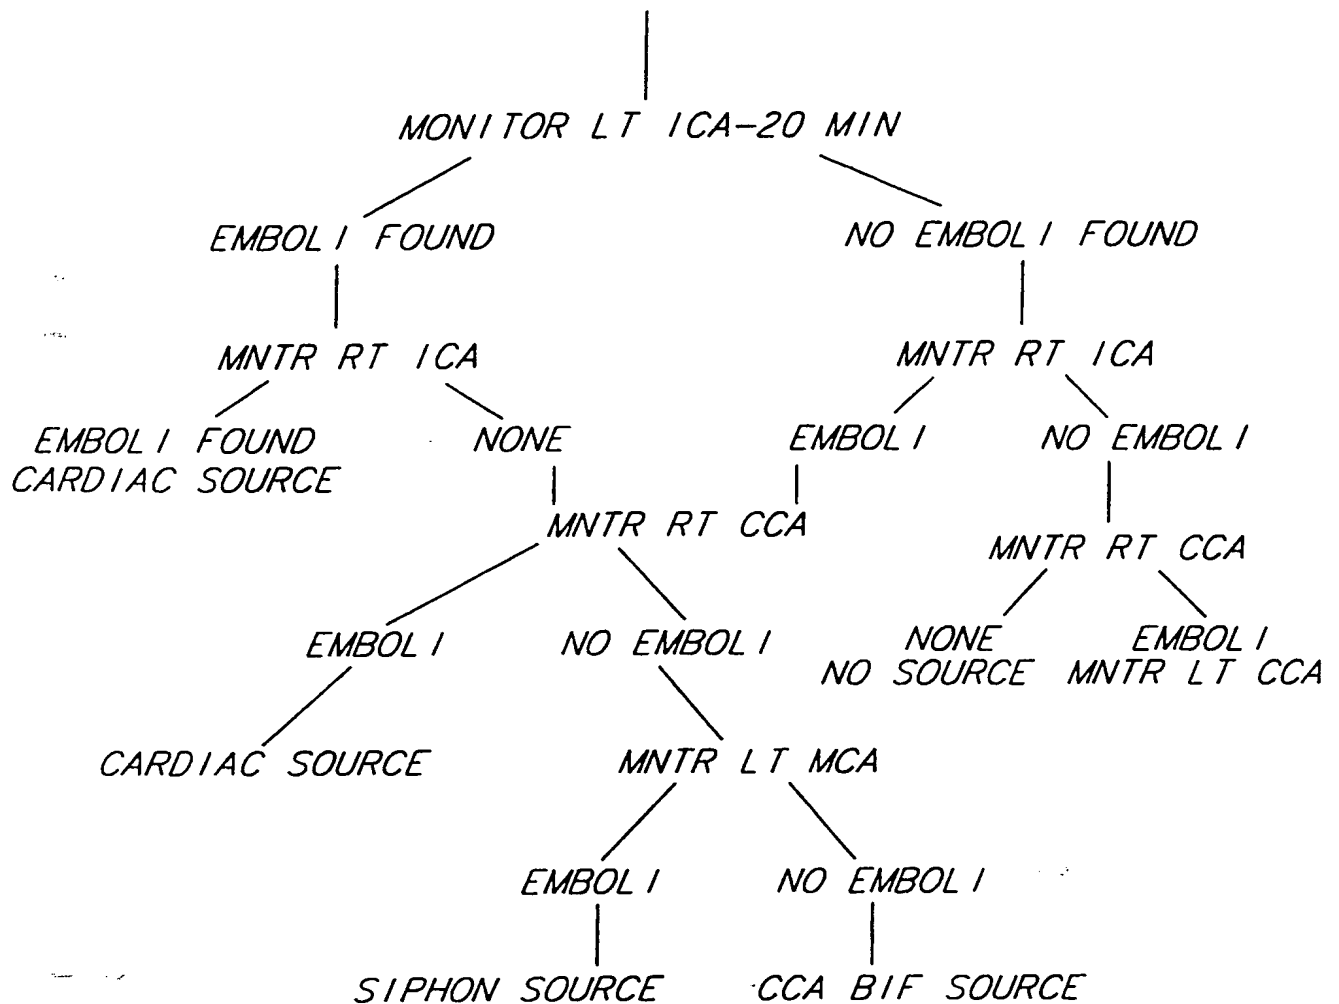 MONITOR LT ICA-20 MIN
EMBOLI FOUND
NO EMBOLI FOUND
MNTR RT ICA
MNTR RT ICA
EMBOLI FOUND
CARDIAC SOURCE
NONE
EMBOLI
NO EMBOLI
MNTR RT CCA
MNTR RT CCA
EMBOLI
NO EMBOLI
NONE
NO SOURCE
EMBOLI
MNTR LT CCA
CARDIAC SOURCE
MNTR LT MCA
EMBOLI
NO EMBOLI
SIPHON SOURCE
CCA BIF SOURCE